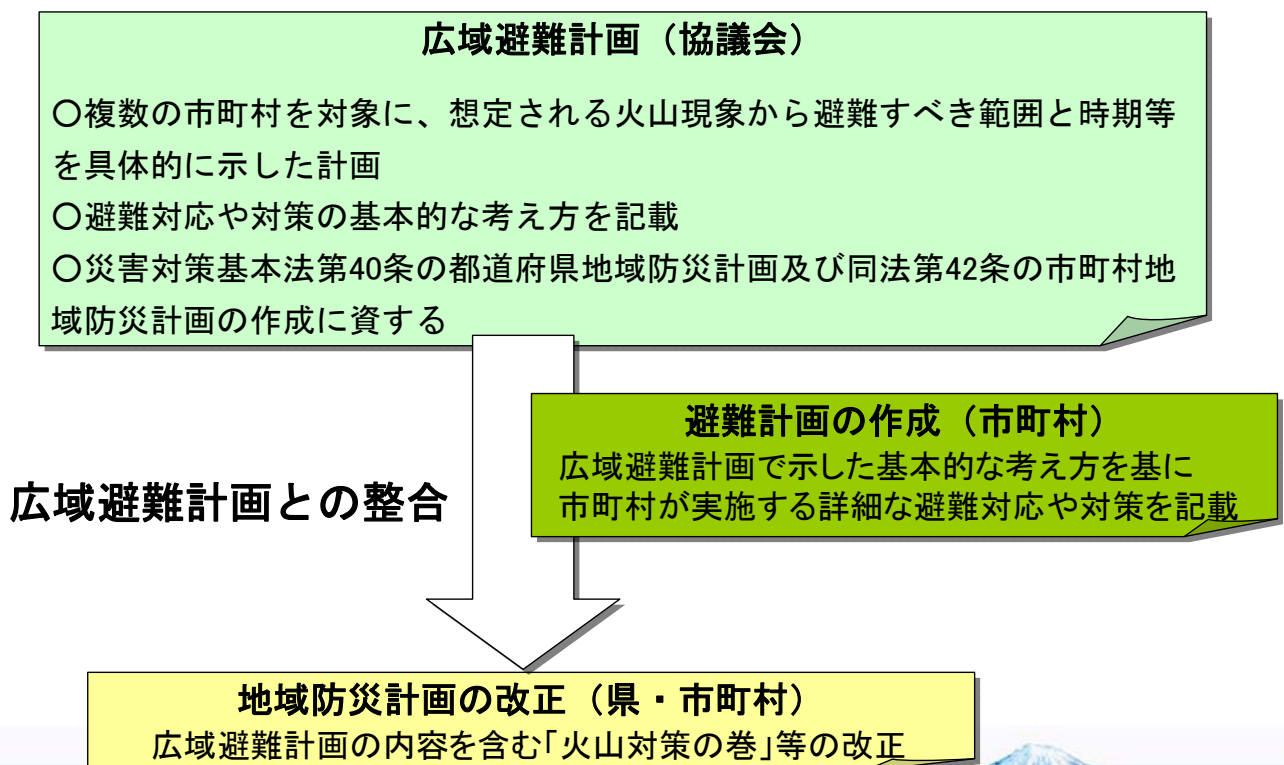 広域避難計画（協議会）
〇複数の市町村を対象に、想定される火山現象から避難すべき範囲と時期等
を具体的に示した計画
〇避難対応や対策の基本的な考え方を記載
〇災害対策基本法第40条の都道府県地域防災計画及び同法第42条の市町村地
域防災計画の作成に資する
避難計画の作成（市町村）
広域避難計画で示した基本的な考え方を基に
市町村が実施する詳細な避難対応や対策を記載
広域避難計画との整合
地域防災計画の改正（県・市町村）
広域避難計画の内容を含む「火山対策の巻」等の改正